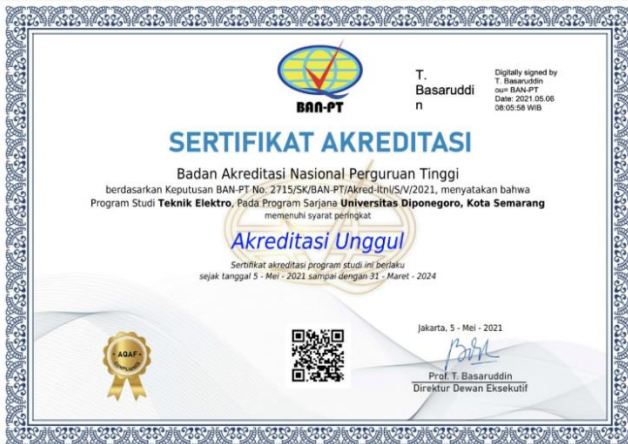 BAN-PT
T.
Basaruddi
n
Digitally signed by
T. Basaruddin
ou= BAN-PT
Date: 2021.05.06
08:05:58 WIB
SERTIFIKAT AKREDITASI
Badan Akreditasi Nasional Perguruan Tinggi
berdasarkan Keputusan BAN-PT No. 2715/SK/BAN-PT/Akred-Itnl/S/V/2021, menyatakan bahwa
Program Studi Teknik Elektro, Pada Program Sarjana Universitas Diponegoro, Kota Semarang
memenuhi syarat peringkat
Akreditasi Unggul
Sertifikat akreditasi program studi ini berlaku
sejak tanggal 5 - Mei - 2021 sampai dengan 31 - Maret - 2024
Jakarta, 5 - Mei - 2021
AQAF
Prof. T. Basaruddin
Direktur Dewan Eksekutif